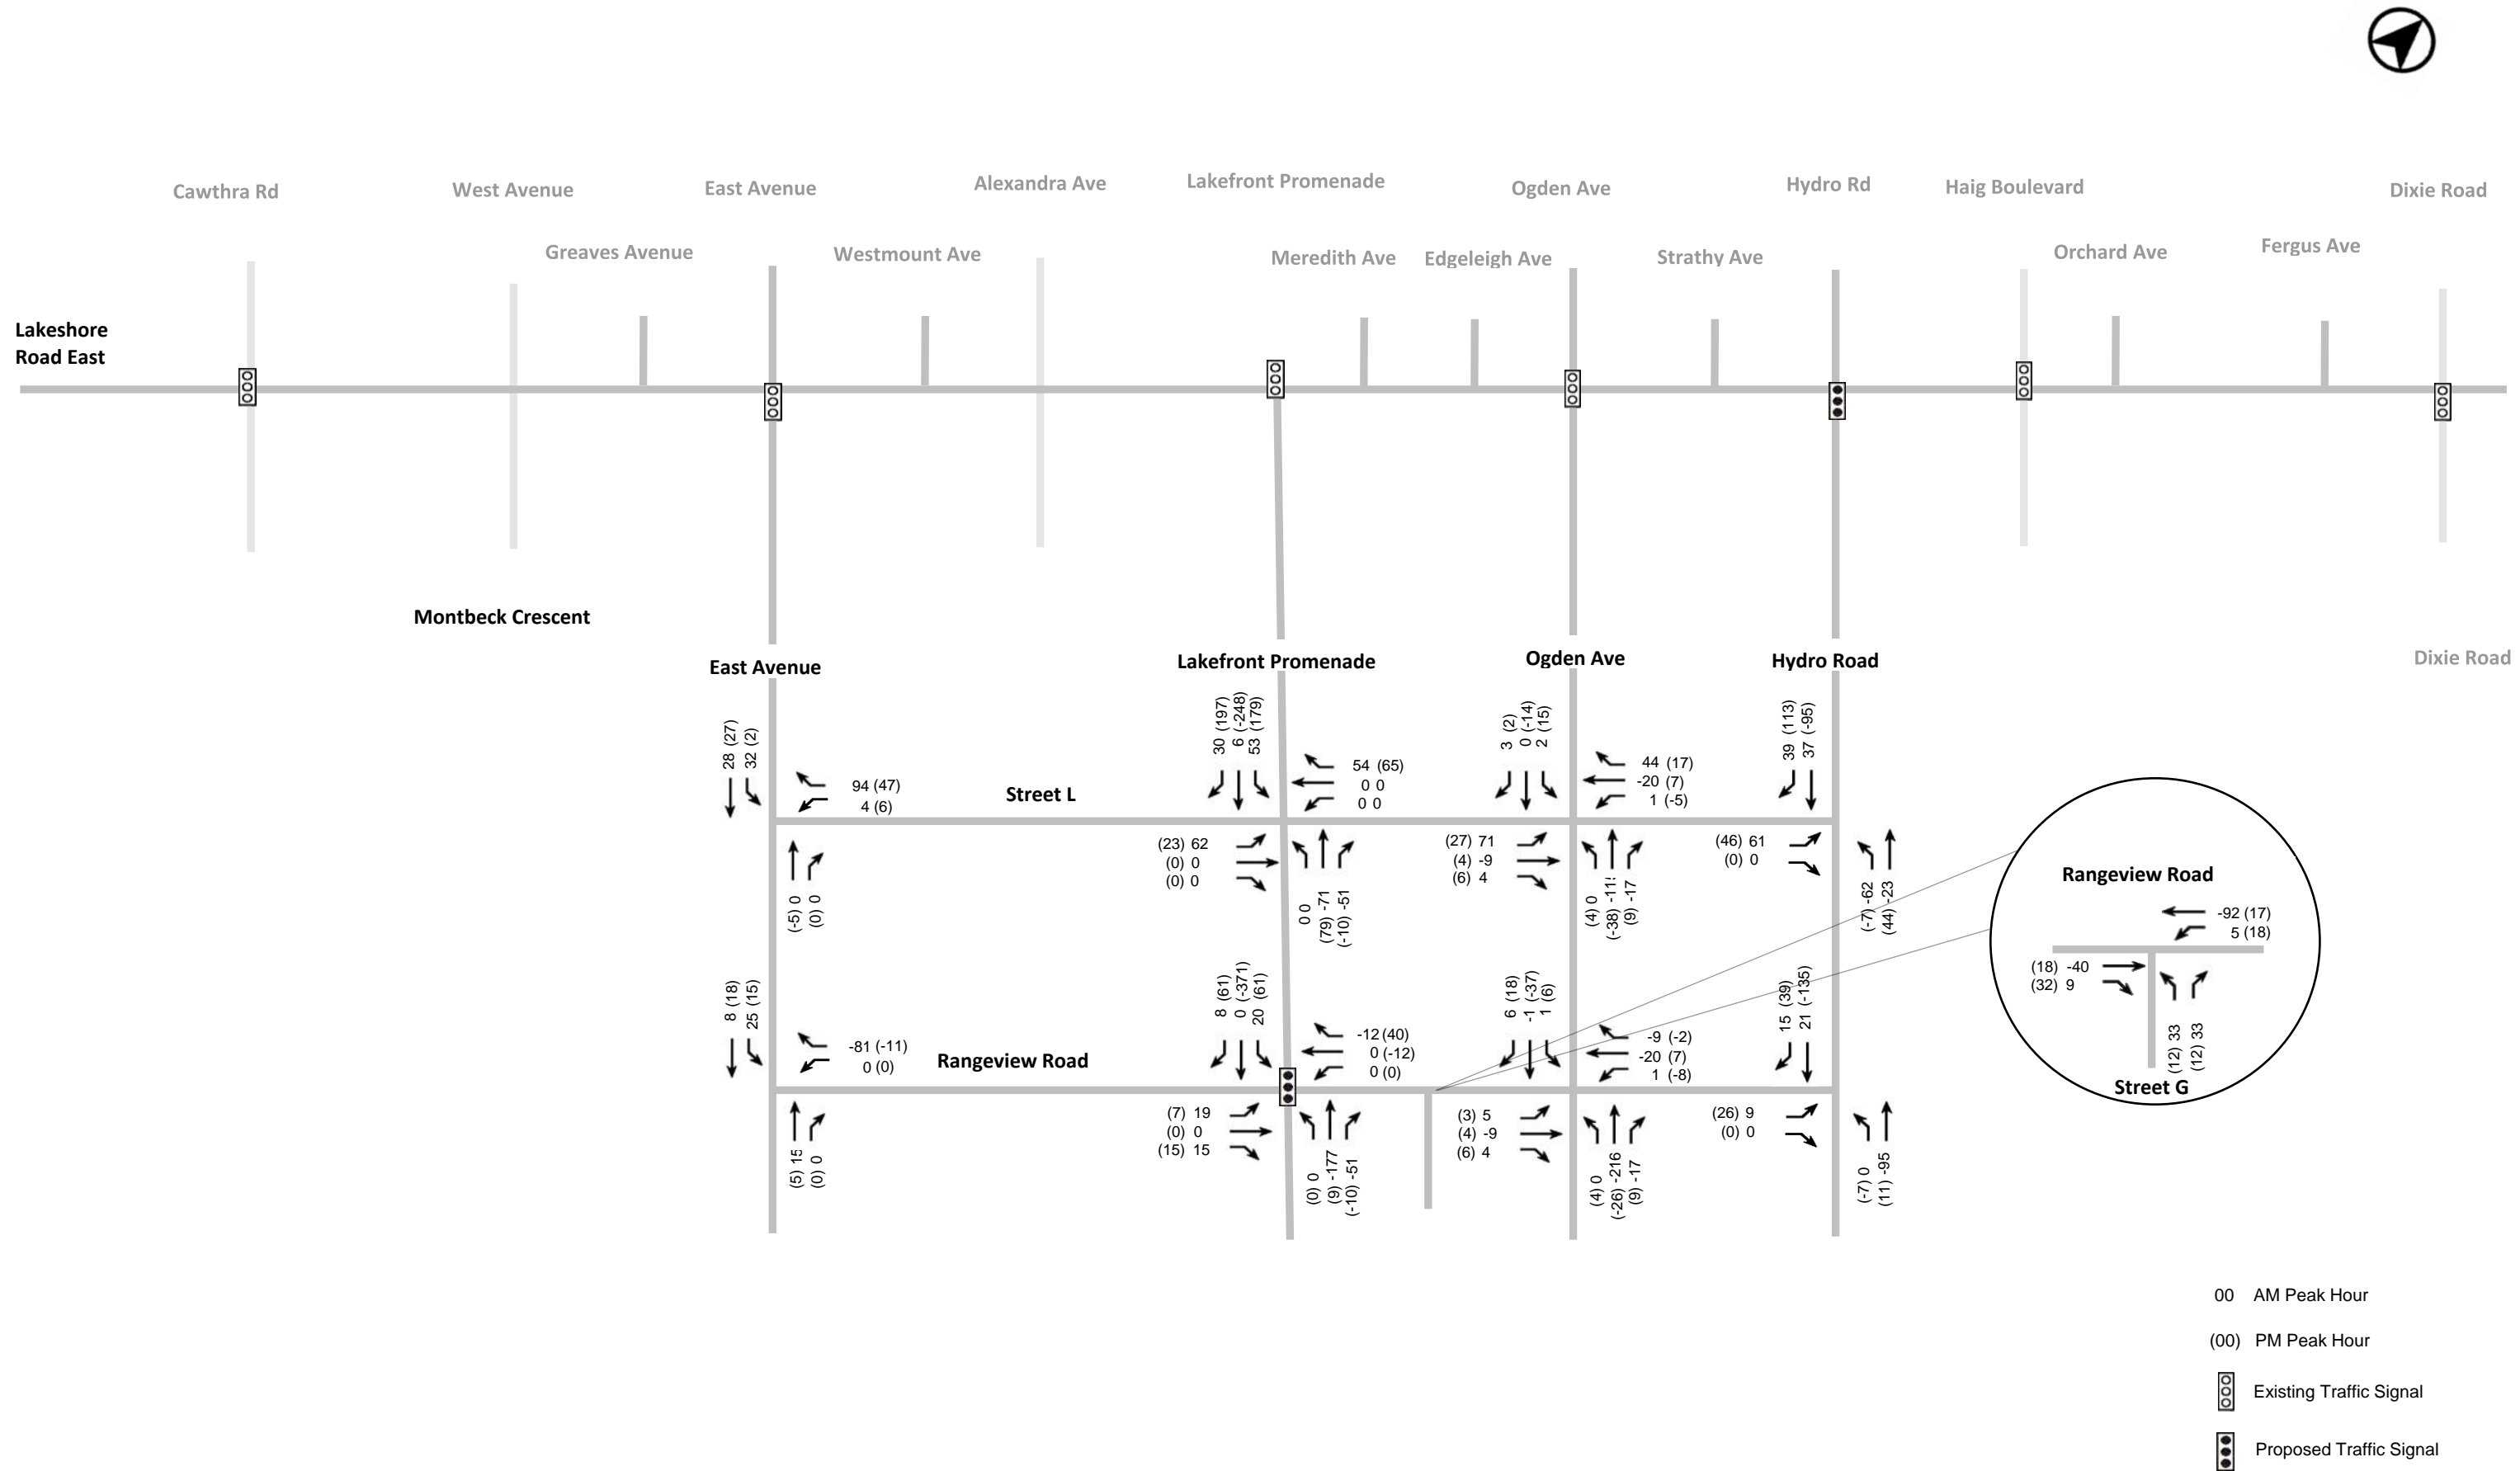 Cawthra Rd
West Avenue
East Avenue
Alexandra Ave
Lakefront Promenade
Ogden Ave
Hydro Rd
Haig Boulevard
Dixie Road
Greaves Avenue
Westmount Ave
Meredith Ave
Edgeleigh Ave
Strathy Ave
Orchard Ave
Fergus Ave
Lakeshore
Road East
Montbeck Crescent
East Avenue
Lakefront Promenade
Ogden Ave
Hydro Road
Dixie Road
28 (27)
32 (2)
94 (47)
4 (6)
Street L
30 (197)
6 (-248)
53 (179)
54 (65)
0 0
0 0
3 (2)
0 (-14)
2 (15)
44 (17)
-20 (7)
1 (-5)
39 (113)
37 (-95)
(-5) 0
(0) 0
(23) 62
(0) 0
(0) 0
0 0
(79) -71
(-10) -51
(27) 71
(4) -9
(6) 4
(4) 0
(-38)
(9) -17
(46) 61
(0) 0
(-7) -62
(44) -23
Rangeview Road
-92 (17)
5 (18)
(18) -40
(32) 9
(12) 33
(12) 33
Street G
8 (18)
25 (15)
-81 (-11)
0 (0)
Rangeview Road
8 (61)
0 (-371)
20 (61)
-12 (40)
0 (-12)
0 (0)
6 (18)
-1 (-37)
1 (6)
-9 (-2)
-20 (7)
1 (-8)
15 (39)
21 (-135)
(5) 15
(0) 0
(7) 19
(0) 0
(15) 15
(0) 0
(9) -177
(-10) -51
(3) 5
(4) -9
(6) 4
(4) 0
(-26) -216
(9) -17
(26) 9
(0) 0
(-7) 0
(11) -95
00 AM Peak Hour
(00) PM Peak Hour
Existing Traffic Signal
Proposed Traffic Signal